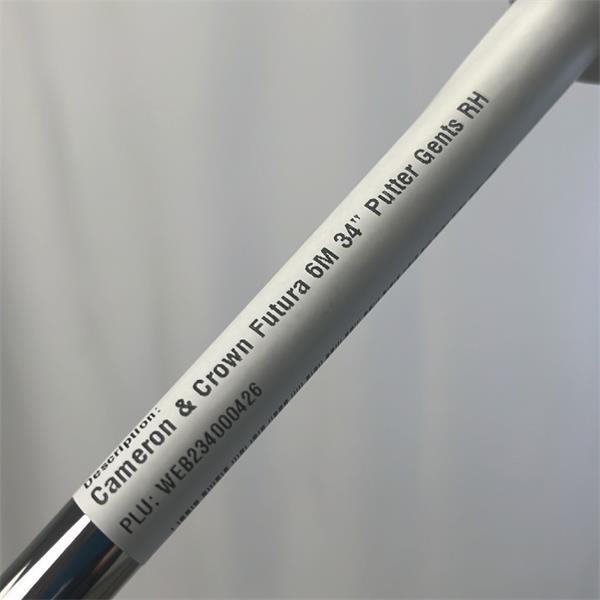 Description:
Cameron & Crown Futura 6M 34" Putter Gents RH
PLU: WEB234000426